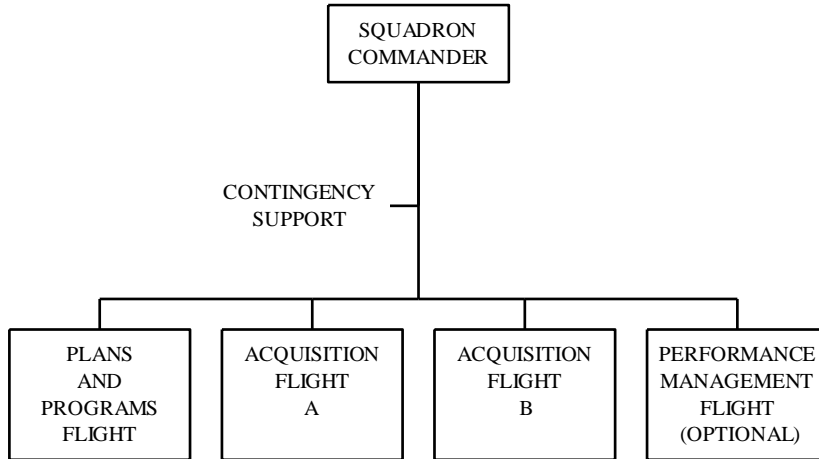 SQUADRON
COMMANDER
CONTINGENCY
SUPPORT
PLANS
AND
PROGRAMS
FLIGHT
ACQUISITION
FLIGHT
A
ACQUISITION
FLIGHT
B
PERFORMANCE
MANAGEMENT
FLIGHT
(OPTIONAL)